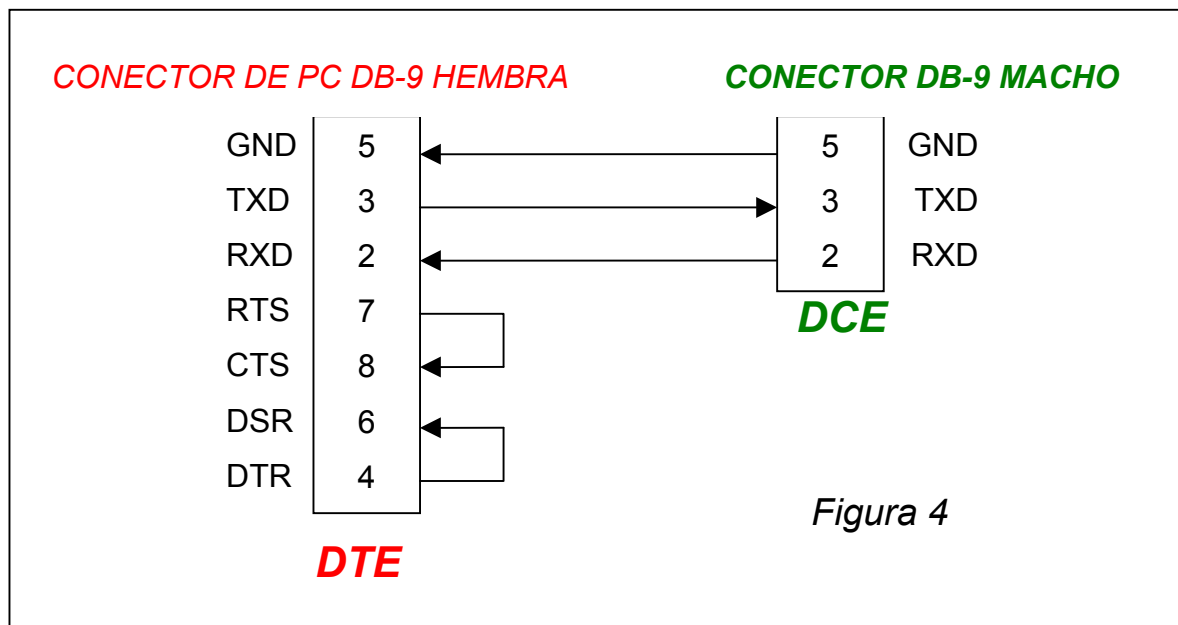 CONECTOR DE PC DB-9 HEMBRA
CONECTOR DB-9 MACHO
GND 5 5 GND
TXD 3 3 TXD
RXD 2 2 RXD
RTS 7
DCE
CTS 8
DSR 6
DTR 4
Figura 4
DTE